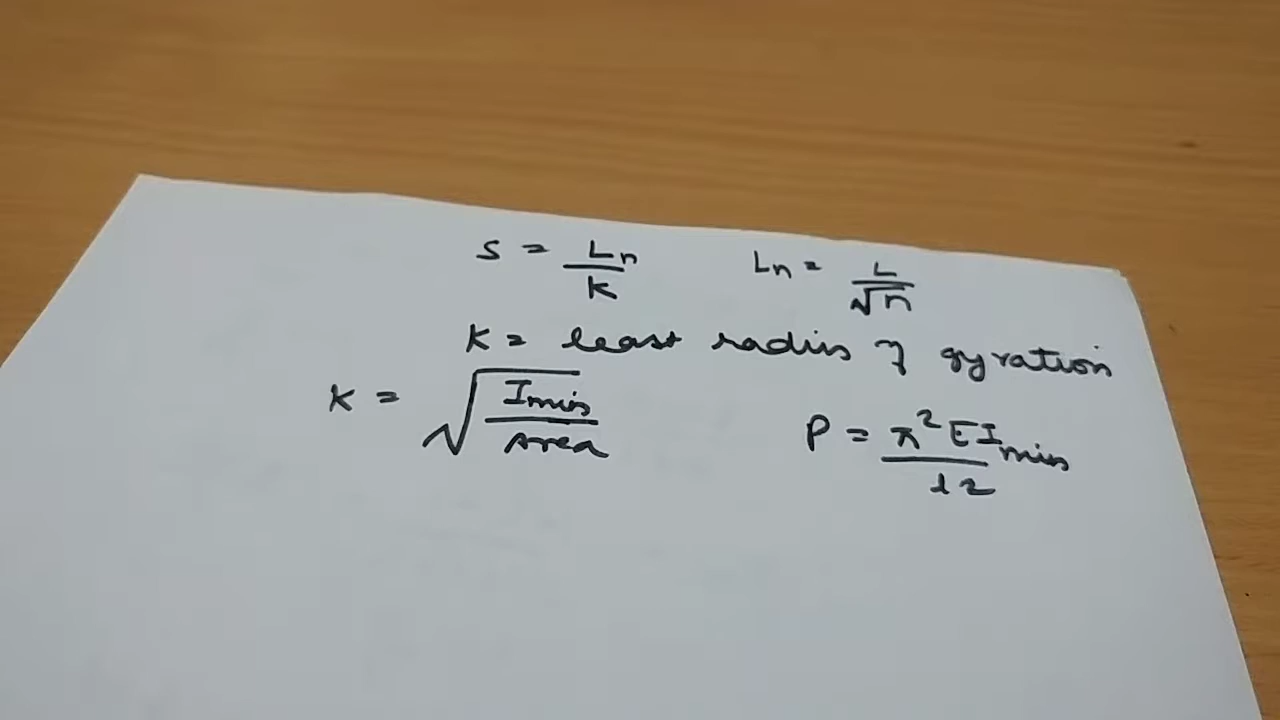 S = Ln/K    Ln = L/√n
K = least radius of gyration
K = √(Imin/Area)    P = π²EImin/l²